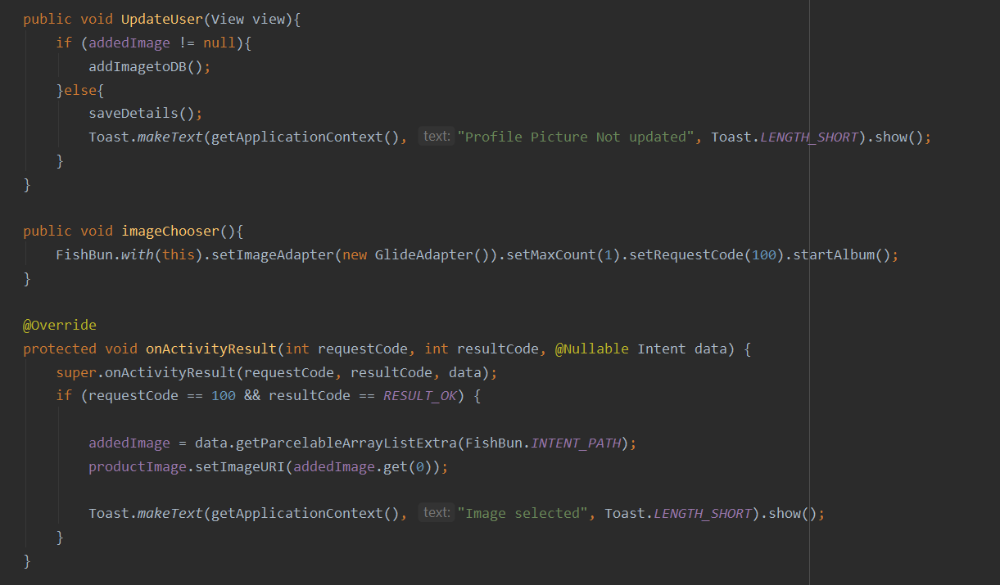 public void UpdateUser(View view){
if (addedImage != null){
addImagetoDB();
}else{
saveDetails();
Toast.makeText(getApplicationContext(), text: "Profile Picture Not updated", Toast.LENGTH_SHORT).show();
}
}
public void imageChooser(){
FishBun.with(this).setImageAdapter(new GlideAdapter()).setMaxCount(1).setRequestCode(100).startAlbum();
}
@Override
protected void onActivityResult(int requestCode, int resultCode, @Nullable Intent data) {
super.onActivityResult(requestCode, resultCode, data);
if (requestCode == 100 && resultCode == RESULT_OK) {
addedImage = data.getParcelableArrayListExtra(FishBun.INTENT_PATH);
productImage.setImageURI(addedImage.get(0));
Toast.makeText(getApplicationContext(), text: "Image selected", Toast.LENGTH_SHORT).show();
}
}